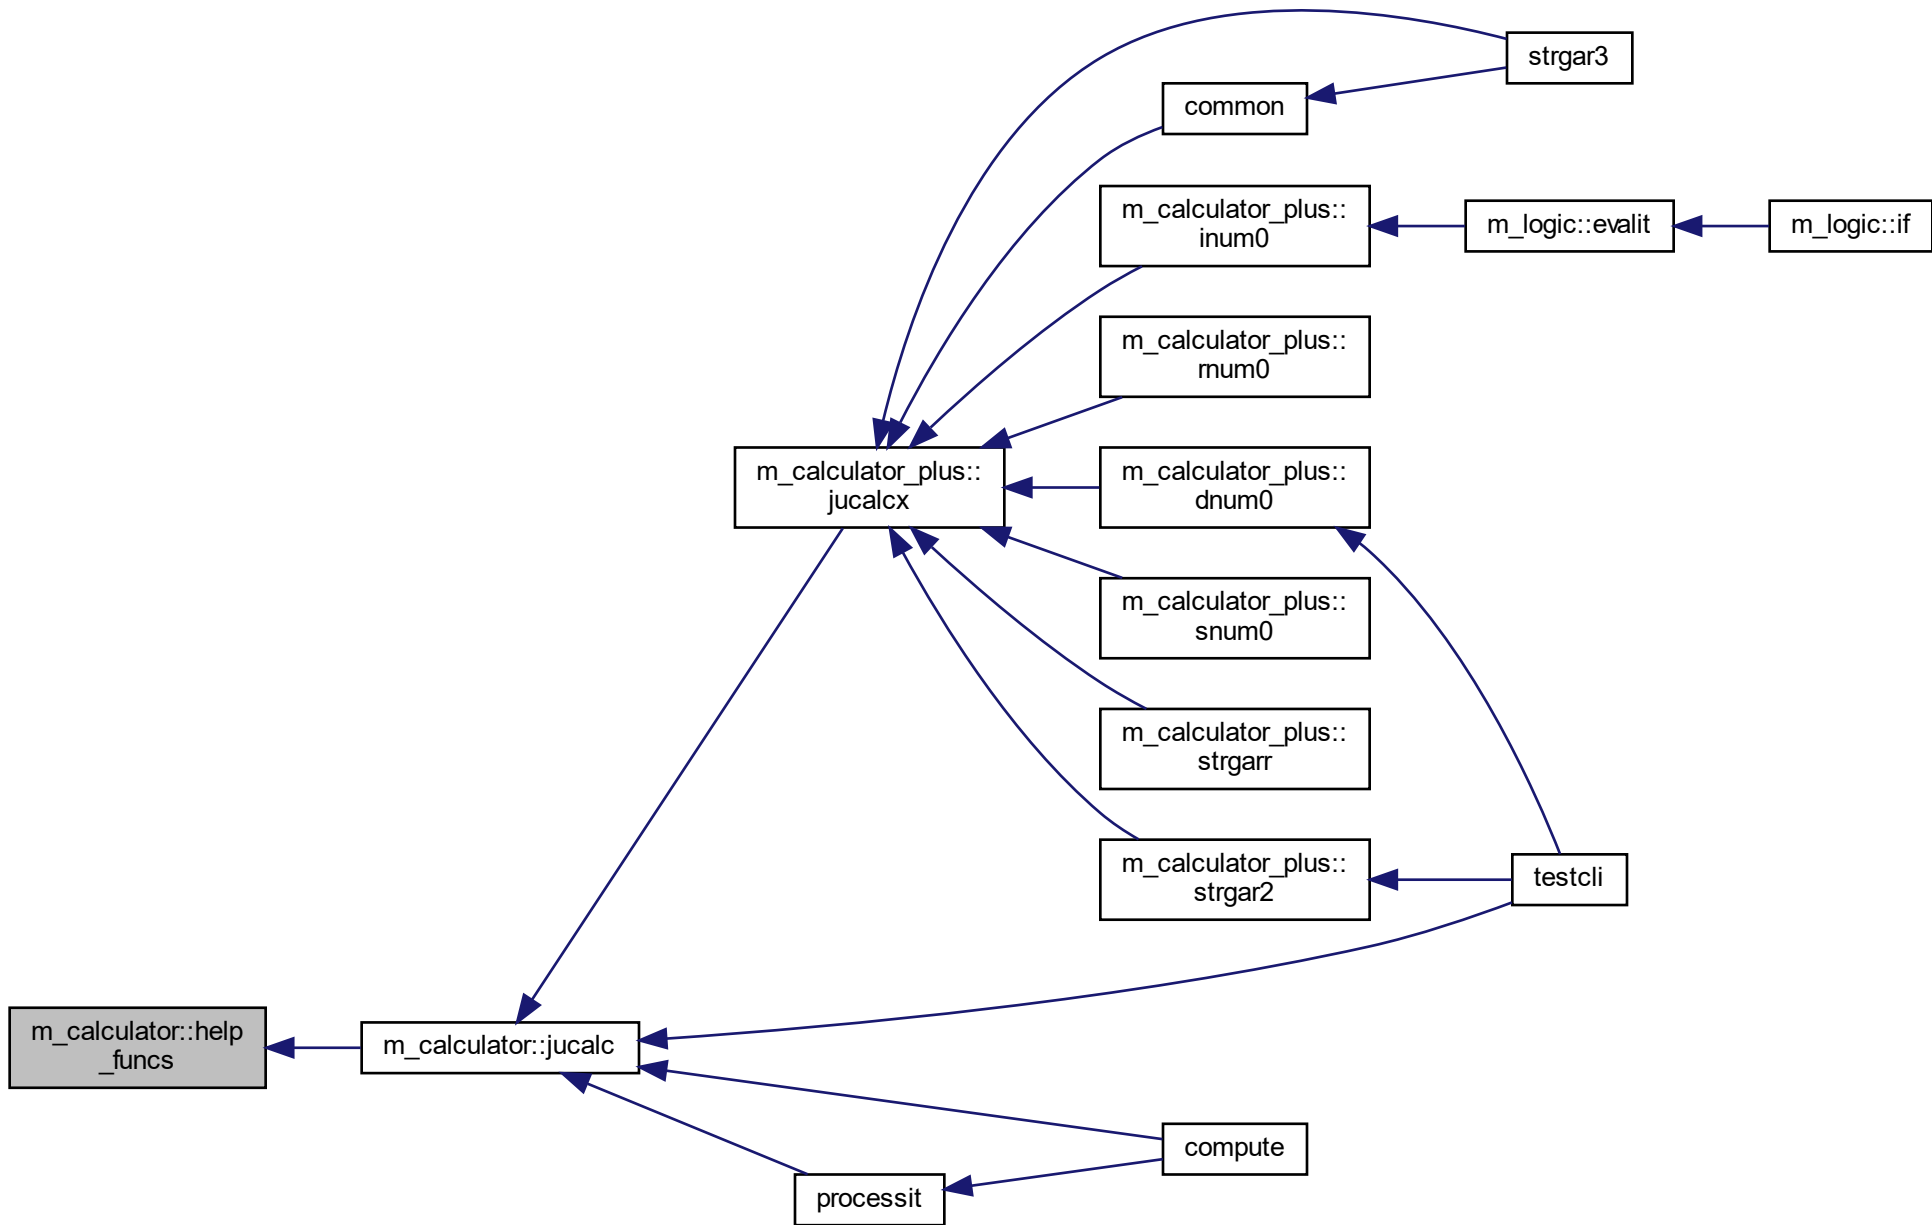 strgar3
common
m_calculator_plus::
inum0
m_logic::evalit
m_logic::if
m_calculator_plus::
rnum0
m_calculator_plus::
jucalcx
m_calculator_plus::
dnum0
m_calculator_plus::
snum0
m_calculator_plus::
strgarr
m_calculator_plus::
strgar2
testcli
m_calculator::help
_funcs
m_calculator::jucalc
compute
processit